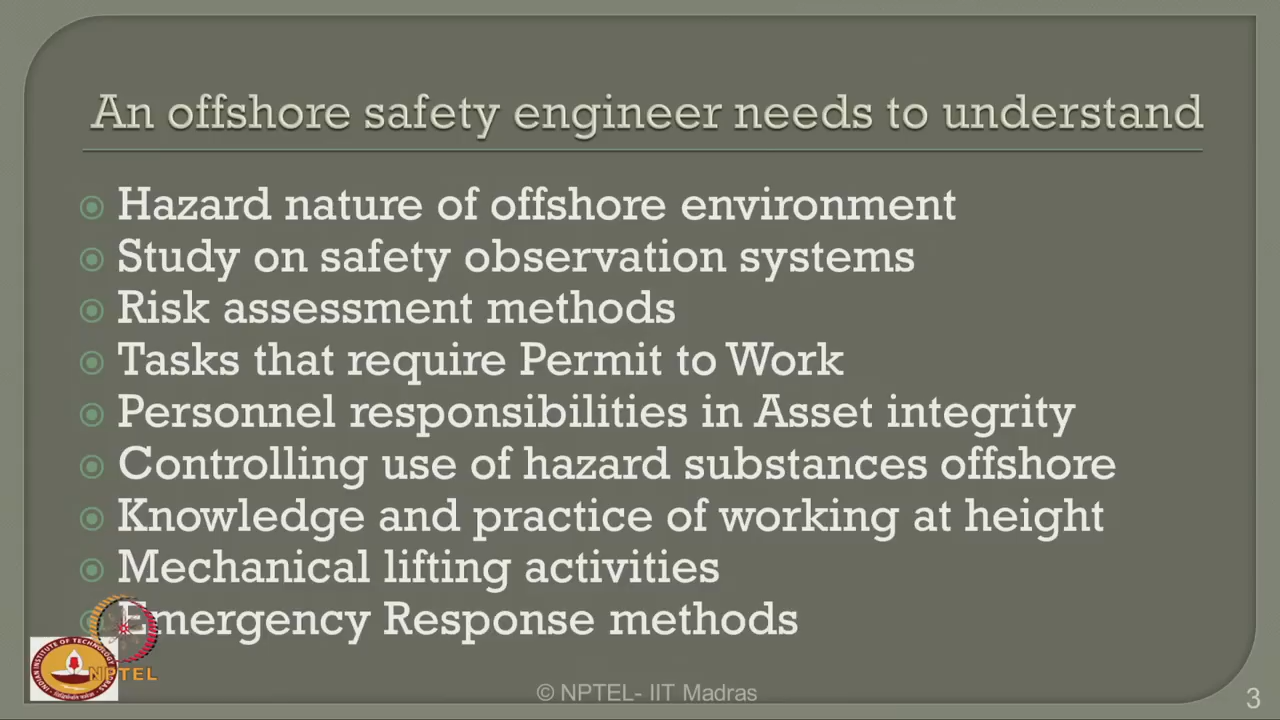 An offshore safety engineer needs to understand
Hazard nature of offshore environment
Study on safety observation systems
Risk assessment methods
Tasks that require Permit to Work
Personnel responsibilities in Asset integrity
Controlling use of hazard substances offshore
Knowledge and practice of working at height
Mechanical lifting activities
Emergency Response methods
NPTEL
© NPTEL- IIT Madras
3